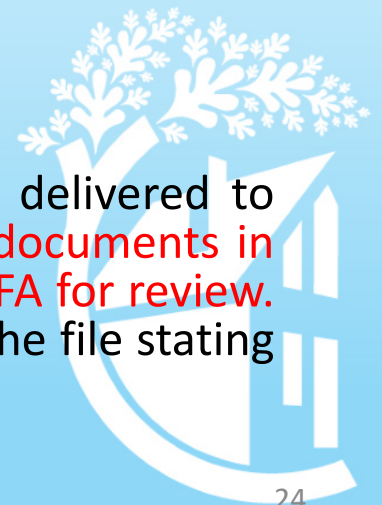 delivered to
documents in
FA for review.
he file stating
24